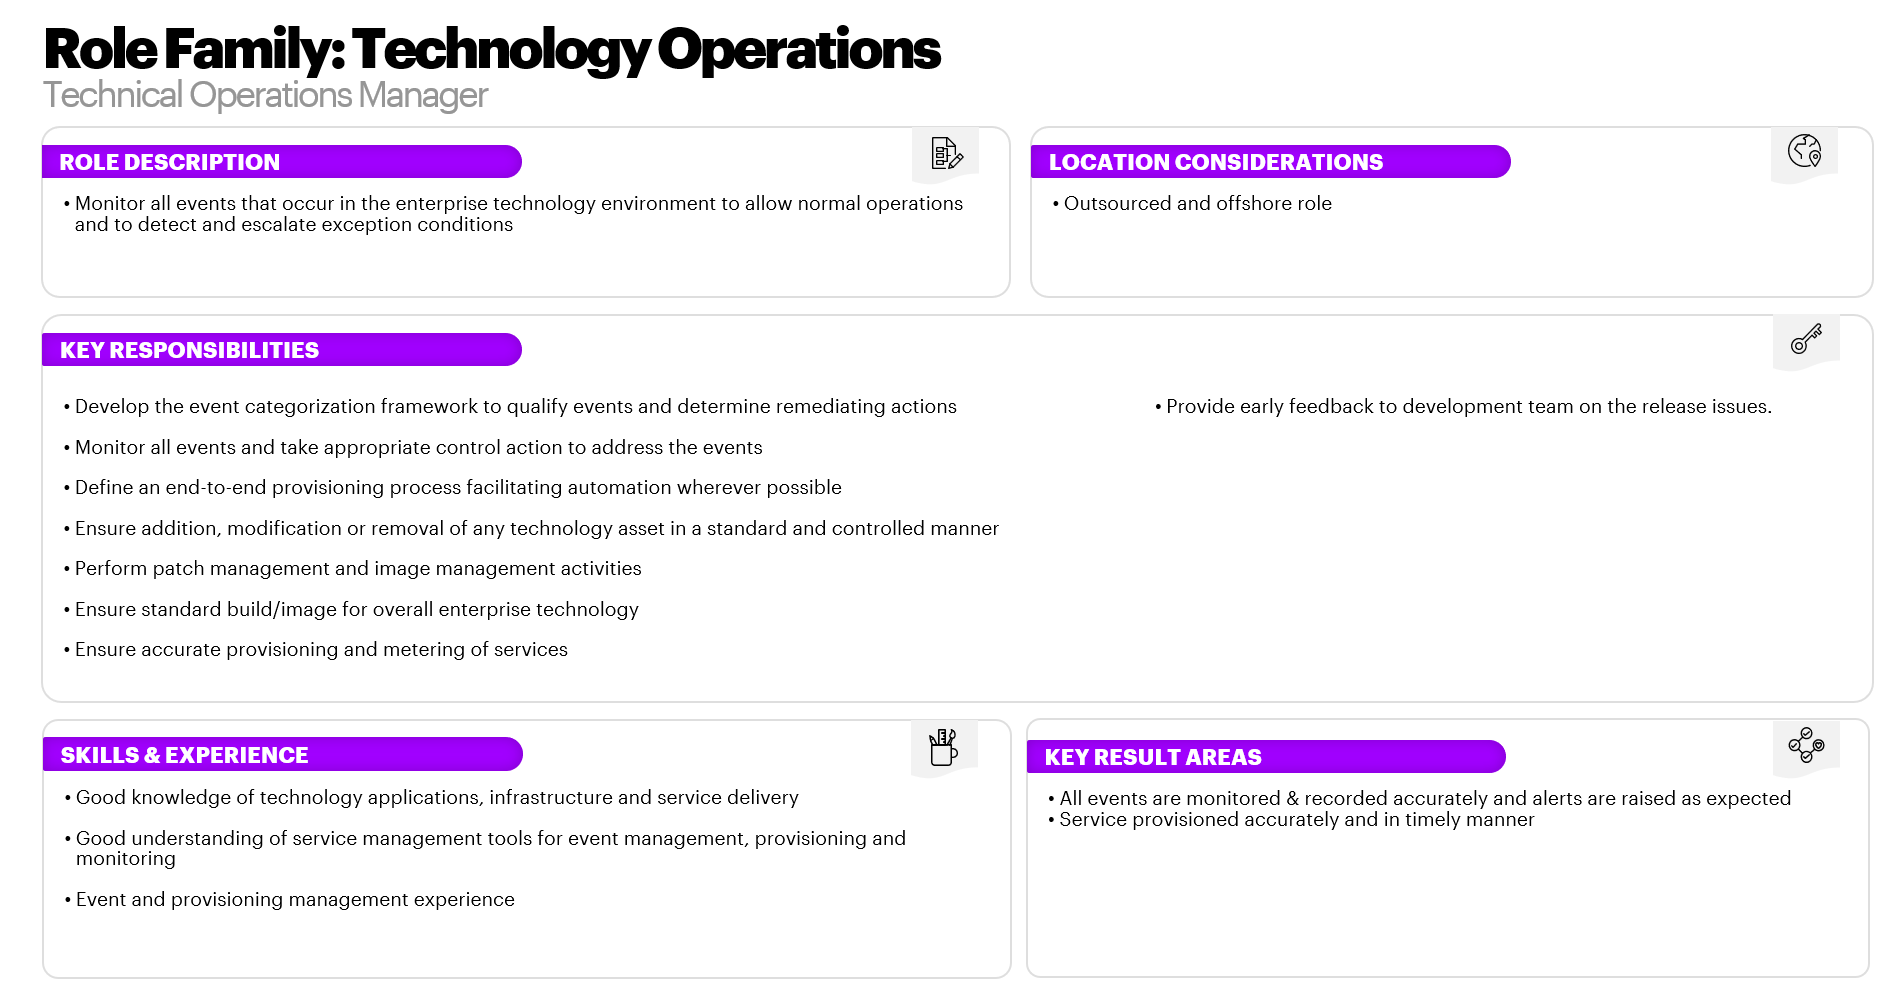 Role Family: Technology Operations
Technical Operations Manager
ROLE DESCRIPTION
• Monitor all events that occur in the enterprise technology environment to allow normal operations
and to detect and escalate exception conditions
LOCATION CONSIDERATIONS
• Outsourced and offshore role
KEY RESPONSIBILITIES
• Develop the event categorization framework to qualify events and determine remediating actions
• Monitor all events and take appropriate control action to address the events
• Define an end-to-end provisioning process facilitating automation wherever possible
• Ensure addition, modification or removal of any technology asset in a standard and controlled manner
• Perform patch management and image management activities
• Ensure standard build/image for overall enterprise technology
• Ensure accurate provisioning and metering of services
• Provide early feedback to development team on the release issues.
SKILLS & EXPERIENCE
• Good knowledge of technology applications, infrastructure and service delivery
• Good understanding of service management tools for event management, provisioning and
monitoring
• Event and provisioning management experience
KEY RESULT AREAS
• All events are monitored & recorded accurately and alerts are raised as expected
• Service provisioned accurately and in timely manner